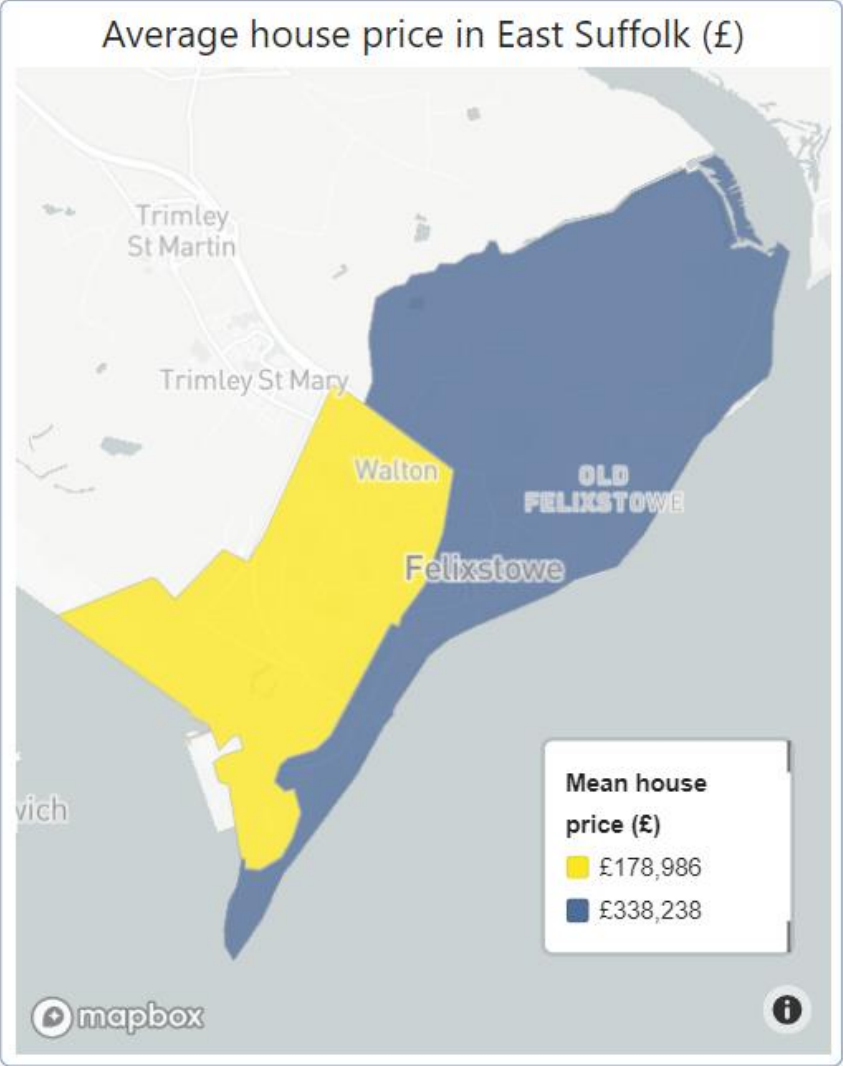 Average house price in East Suffolk (£)
Trimley
St Martin
Trimley St Mary
Walton
OLD
FELIXSTOWE
Felixstowe
wich
Mean house
price (£)
£178,986
£338,238
mapbox
i